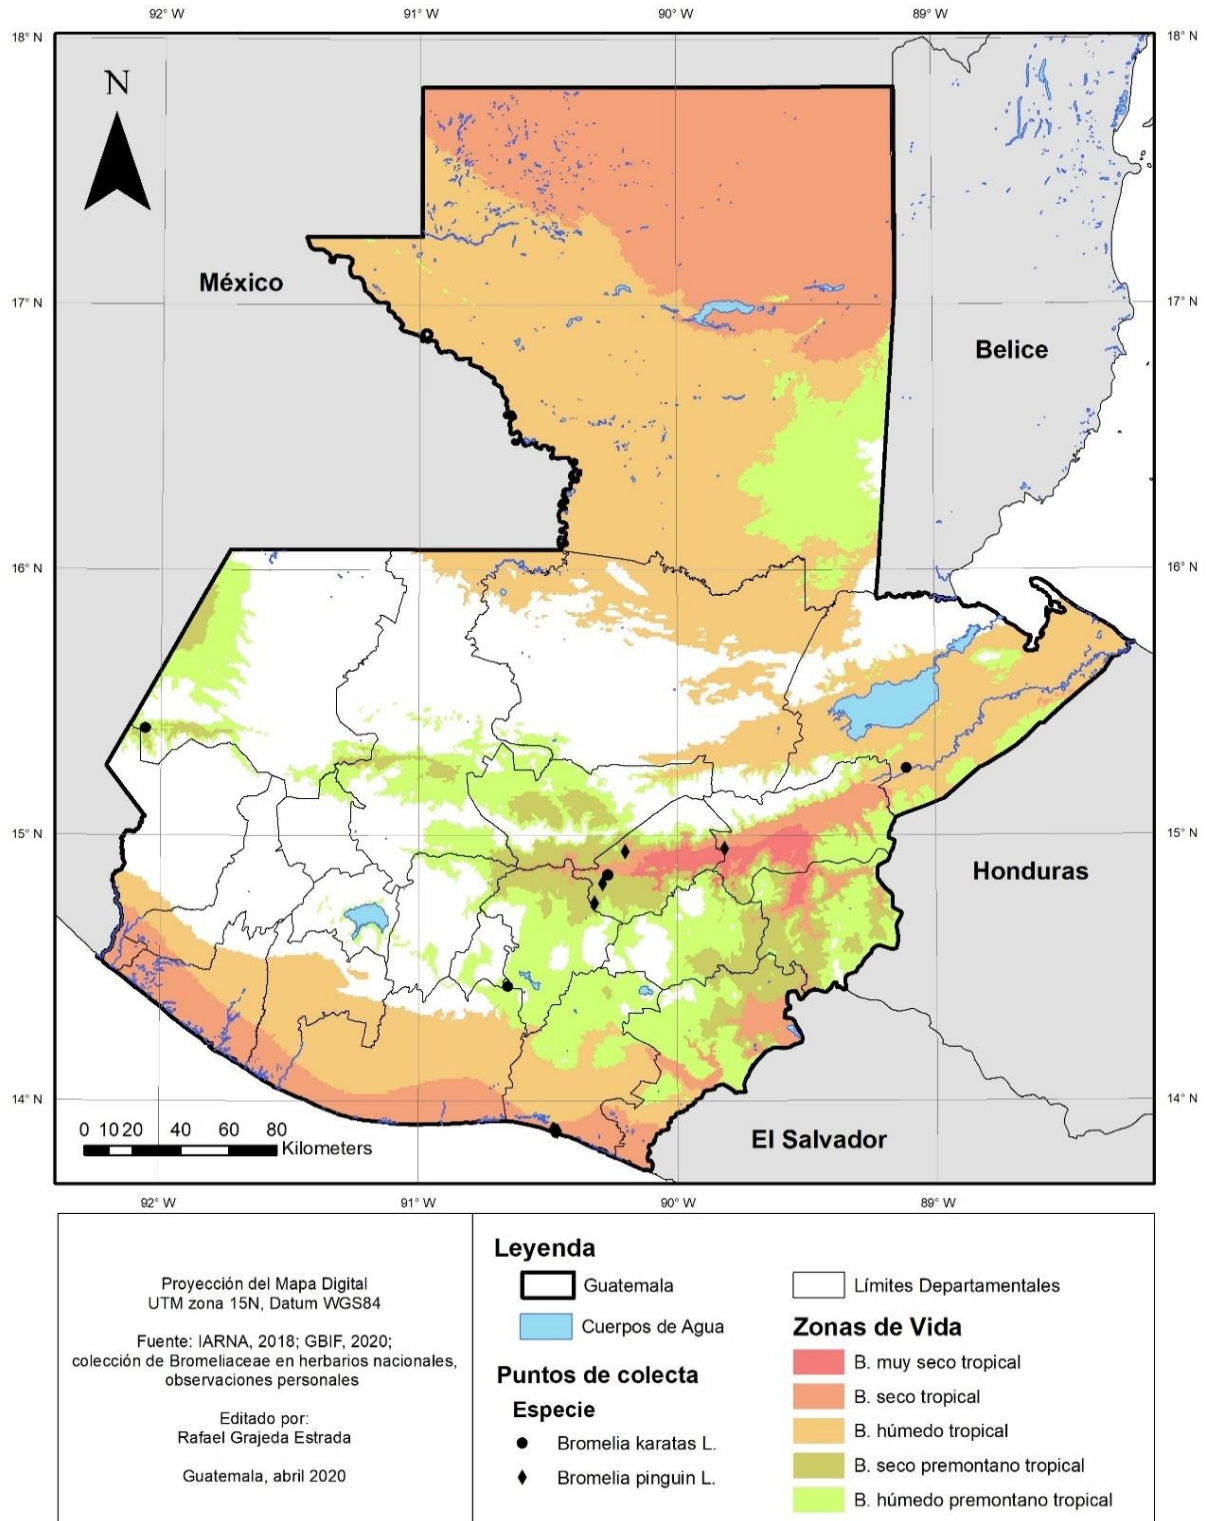 92° W 91° W 90° W 89° W
18° N 18° N
N
México
17° N 17° N
Belice
16° N 16° N
15° N 15° N
Honduras
14° N 14° N
0 10 20 40 60 80
Kilometers
El Salvador
92° W 91° W 90° W 89° W
Proyección del Mapa Digital
UTM zona 15N, Datum WGS84
Fuente: IARNA, 2018; GBIF, 2020;
colección de Bromeliaceae en herbarios nacionales,
observaciones personales
Editado por:
Rafael Grajeda Estrada
Guatemala, abril 2020
Leyenda
Guatemala
Cuerpos de Agua
Puntos de colecta
Especie
Bromelia karatas L.
Bromelia pinguin L.
Límites Departamentales
Zonas de Vida
B. muy seco tropical
B. seco tropical
B. húmedo tropical
B. seco premontano tropical
B. húmedo premontano tropical